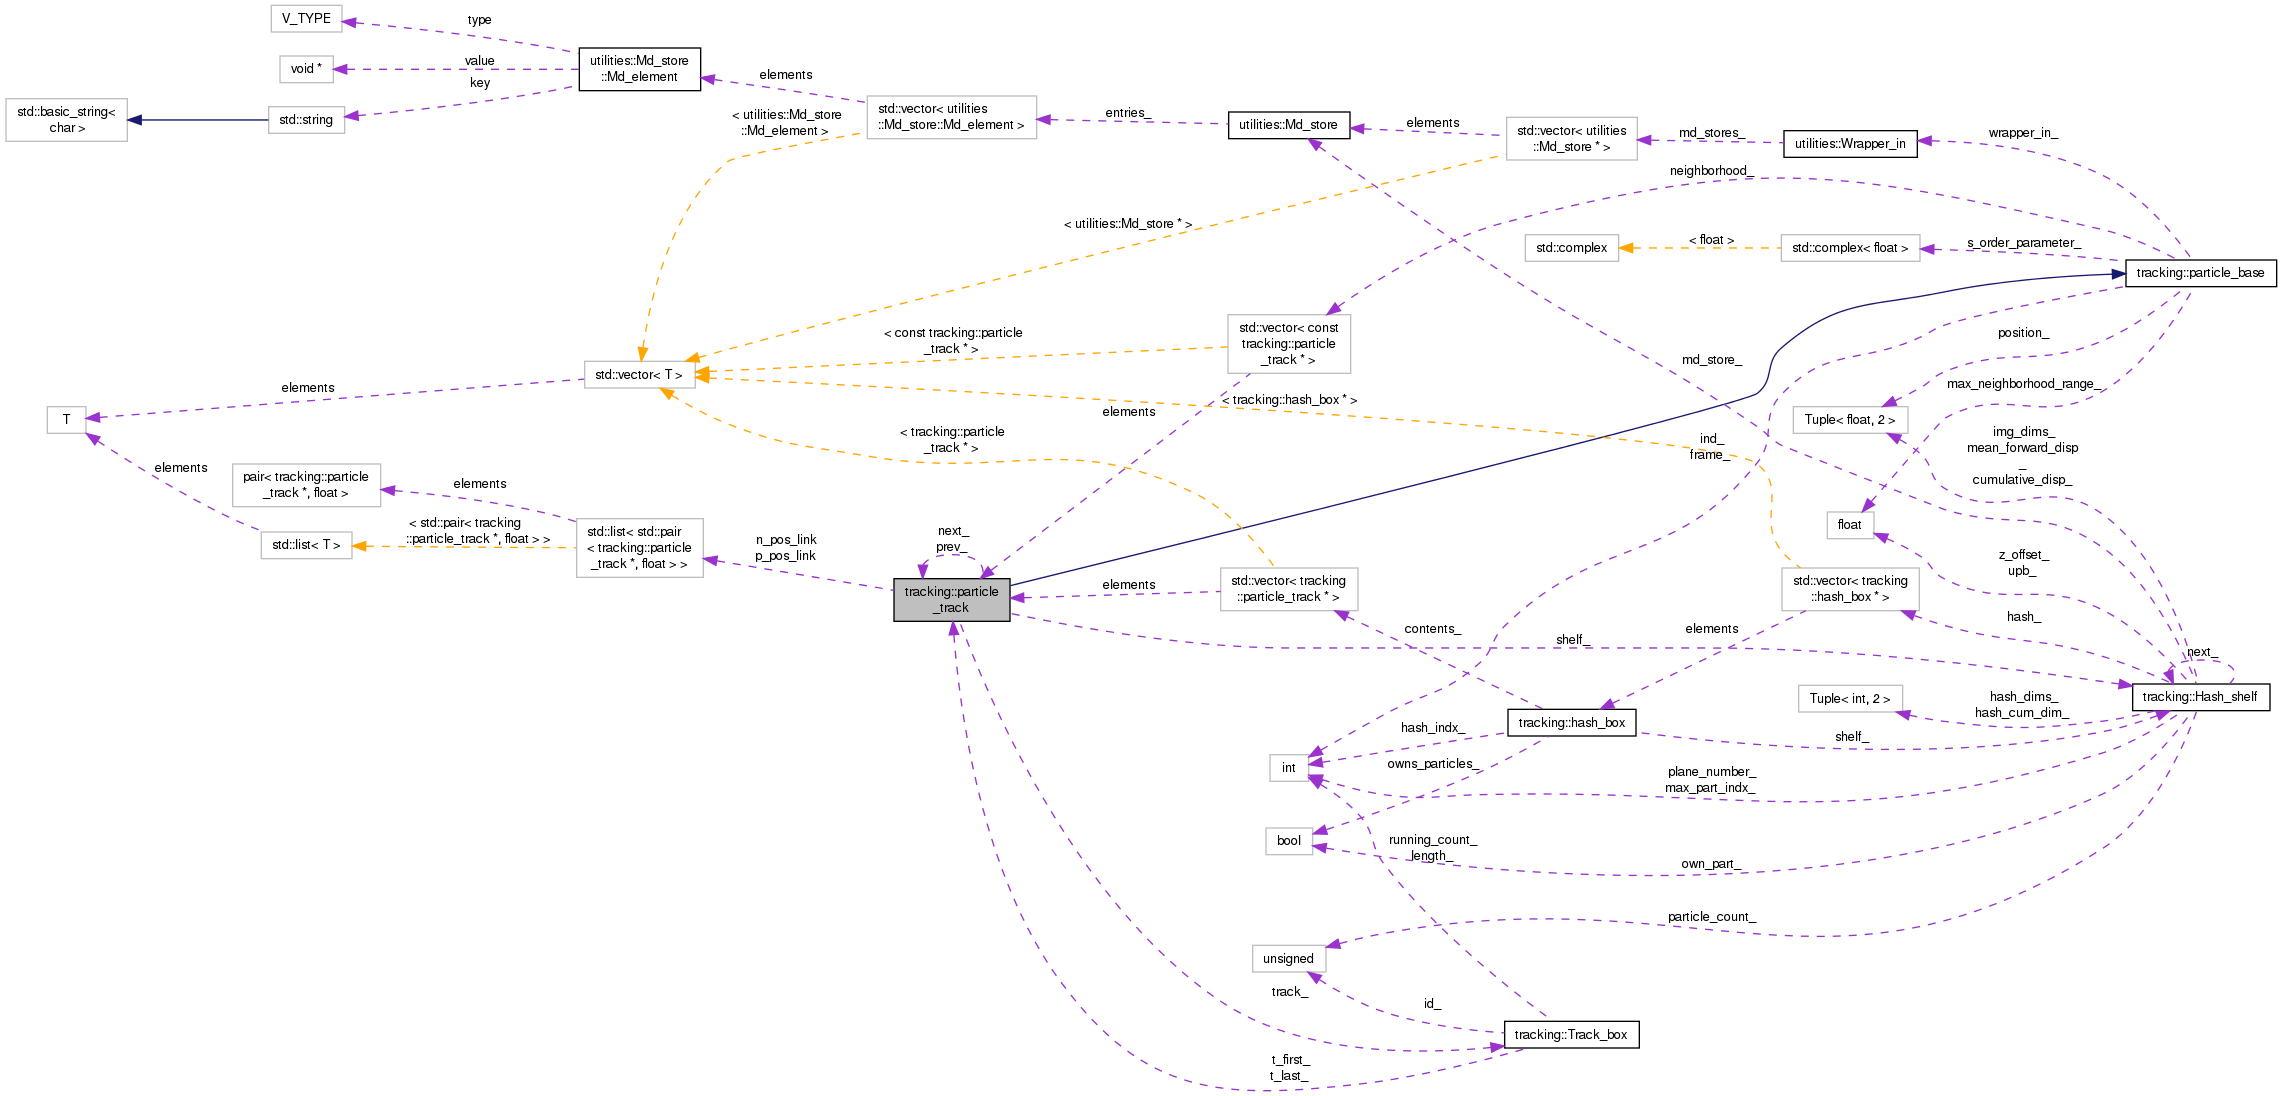 V_TYPE
type
void *
value
key
utilities::Md_store
::Md_element
std::basic_string<
char >
std::string
elements
std::vector< utilities
::Md_store::Md_element >
< utilities::Md_store
::Md_element >
entries_
utilities::Md_store
elements
std::vector< utilities
::Md_store * >
md_stores_
utilities::Wrapper_in
wrapper_in_
neighborhood_
< utilities::Md_store * >
std::complex
< float >
std::complex< float >
s_order_parameter_
tracking::particle_base
std::vector< const
tracking::particle
_track * >
< const tracking::particle
_track * >
position_
md_store_
std::vector< T >
elements
max_neighborhood_range_
T
elements
< tracking::hash_box * >
Tuple< float, 2 >
< tracking::particle
_track * >
ind_
frame_
img_dims_
mean_forward_disp
_
cumulative_disp_
elements
pair< tracking::particle
_track *, float >
elements
float
std::list< T >
< std::pair< tracking
::particle_track *, float > >
std::list< std::pair
< tracking::particle
_track *, float > >
n_pos_link
p_pos_link
next_
prev_
z_offset_
upb_
tracking::particle
_track
elements
std::vector< tracking
::particle_track * >
std::vector< tracking
::hash_box * >
hash_
contents_
shelf_
elements
next_
Tuple< int, 2 >
hash_dims_
hash_cum_dim_
tracking::Hash_shelf
tracking::hash_box
hash_indx_
shelf_
int
owns_particles_
plane_number_
max_part_indx_
bool
running_count_
length_
own_part_
particle_count_
unsigned
track_
id_
tracking::Track_box
t_first_
t_last_